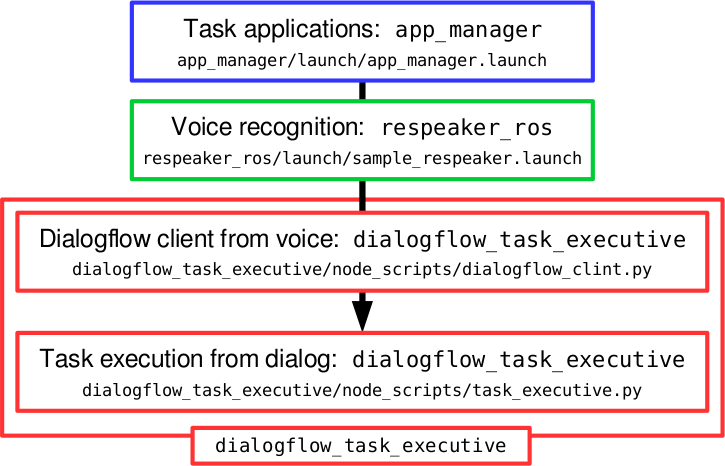 Task applications: app_manager
app_manager/launch/app_manager.launch
Voice recognition: respeaker_ros
respeaker_ros/launch/sample_respeaker.launch
Dialogflow client from voice: dialogflow_task_executive
dialogflow_task_executive/node_scripts/dialogflow_clint.py
Task execution from dialog: dialogflow_task_executive
dialogflow_task_executive/node_scripts/task_executive.py
dialogflow_task_executive